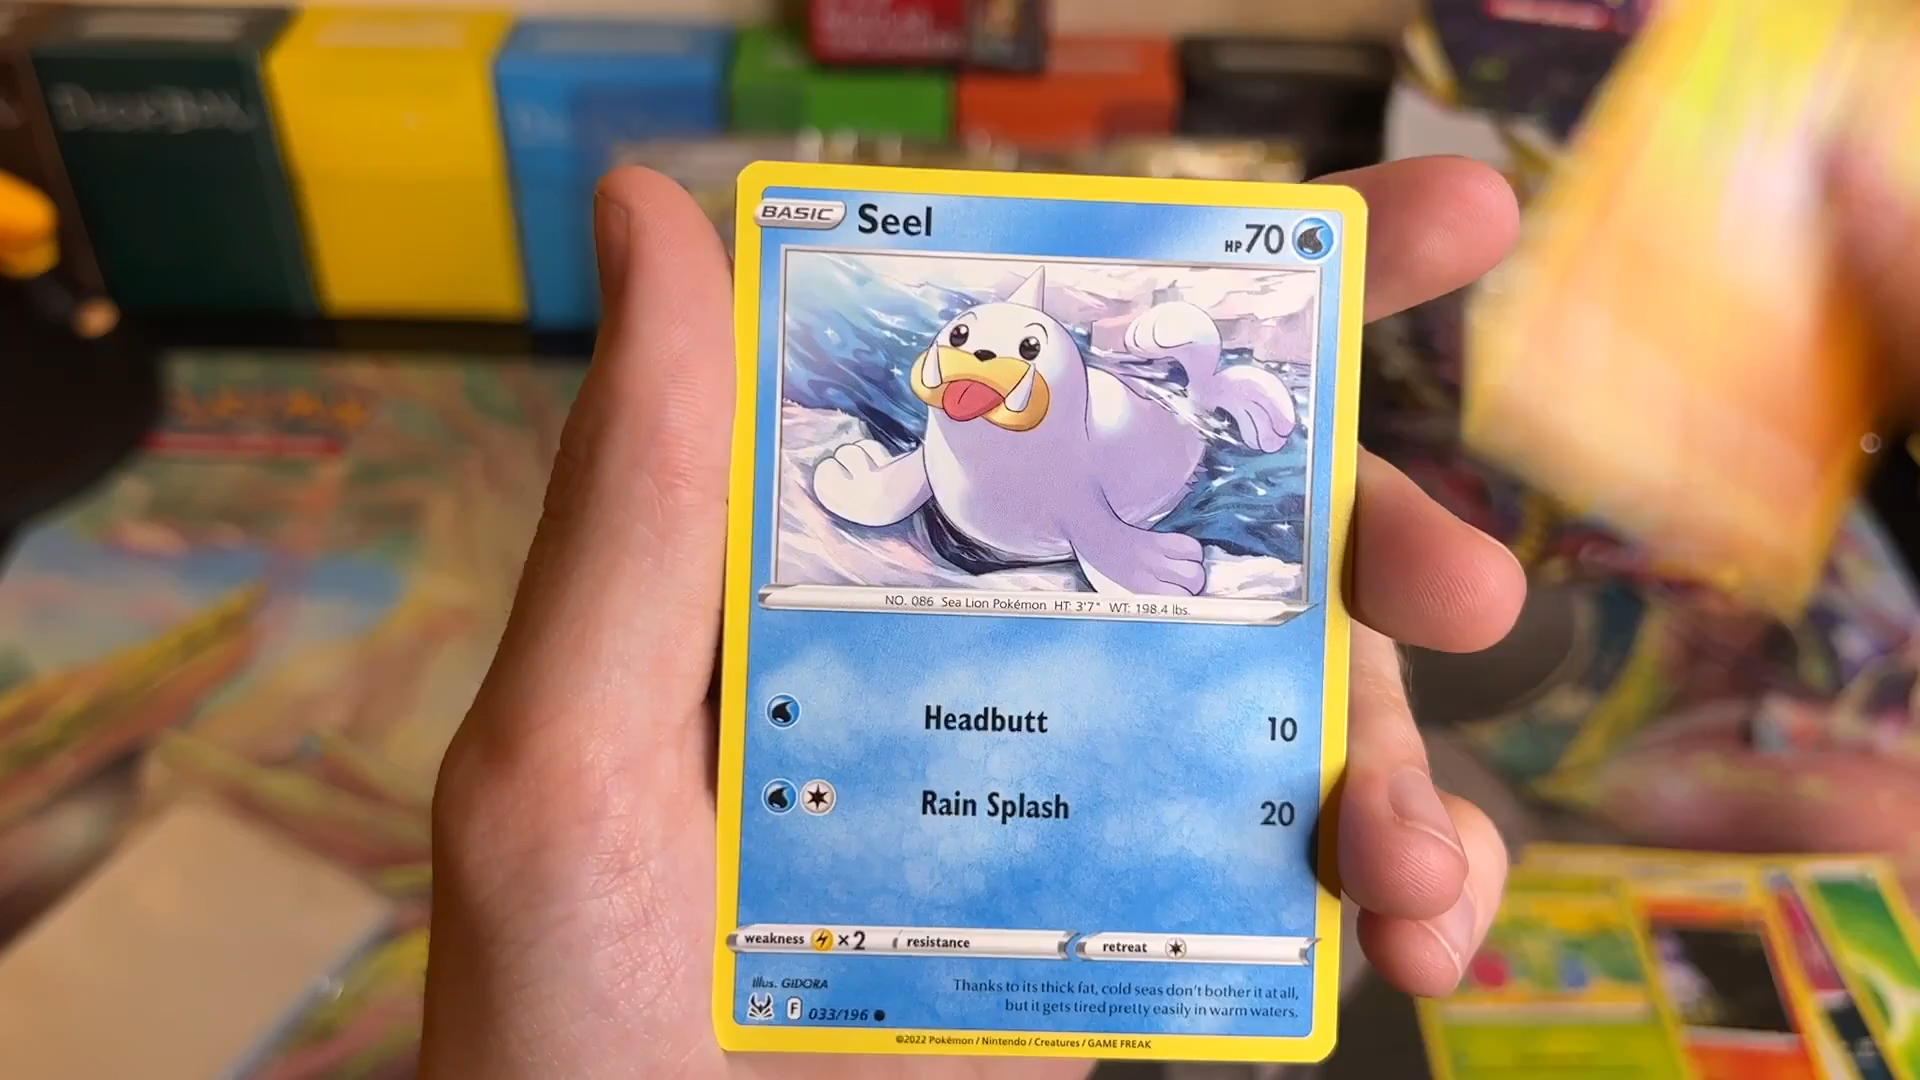 BASIC Seel HP 70
NO. 086 Sea Lion Pokémon HT: 3'7" WT: 198.4 lbs.
Headbutt 10
Rain Splash 20
weakness ×2 resistance retreat
Illus. GIDORA
Thanks to its thick fat, cold seas don't bother it at all,
but it gets tired pretty easily in warm waters.
F 033/196
©2022 Pokémon / Nintendo / Creatures / GAME FREAK